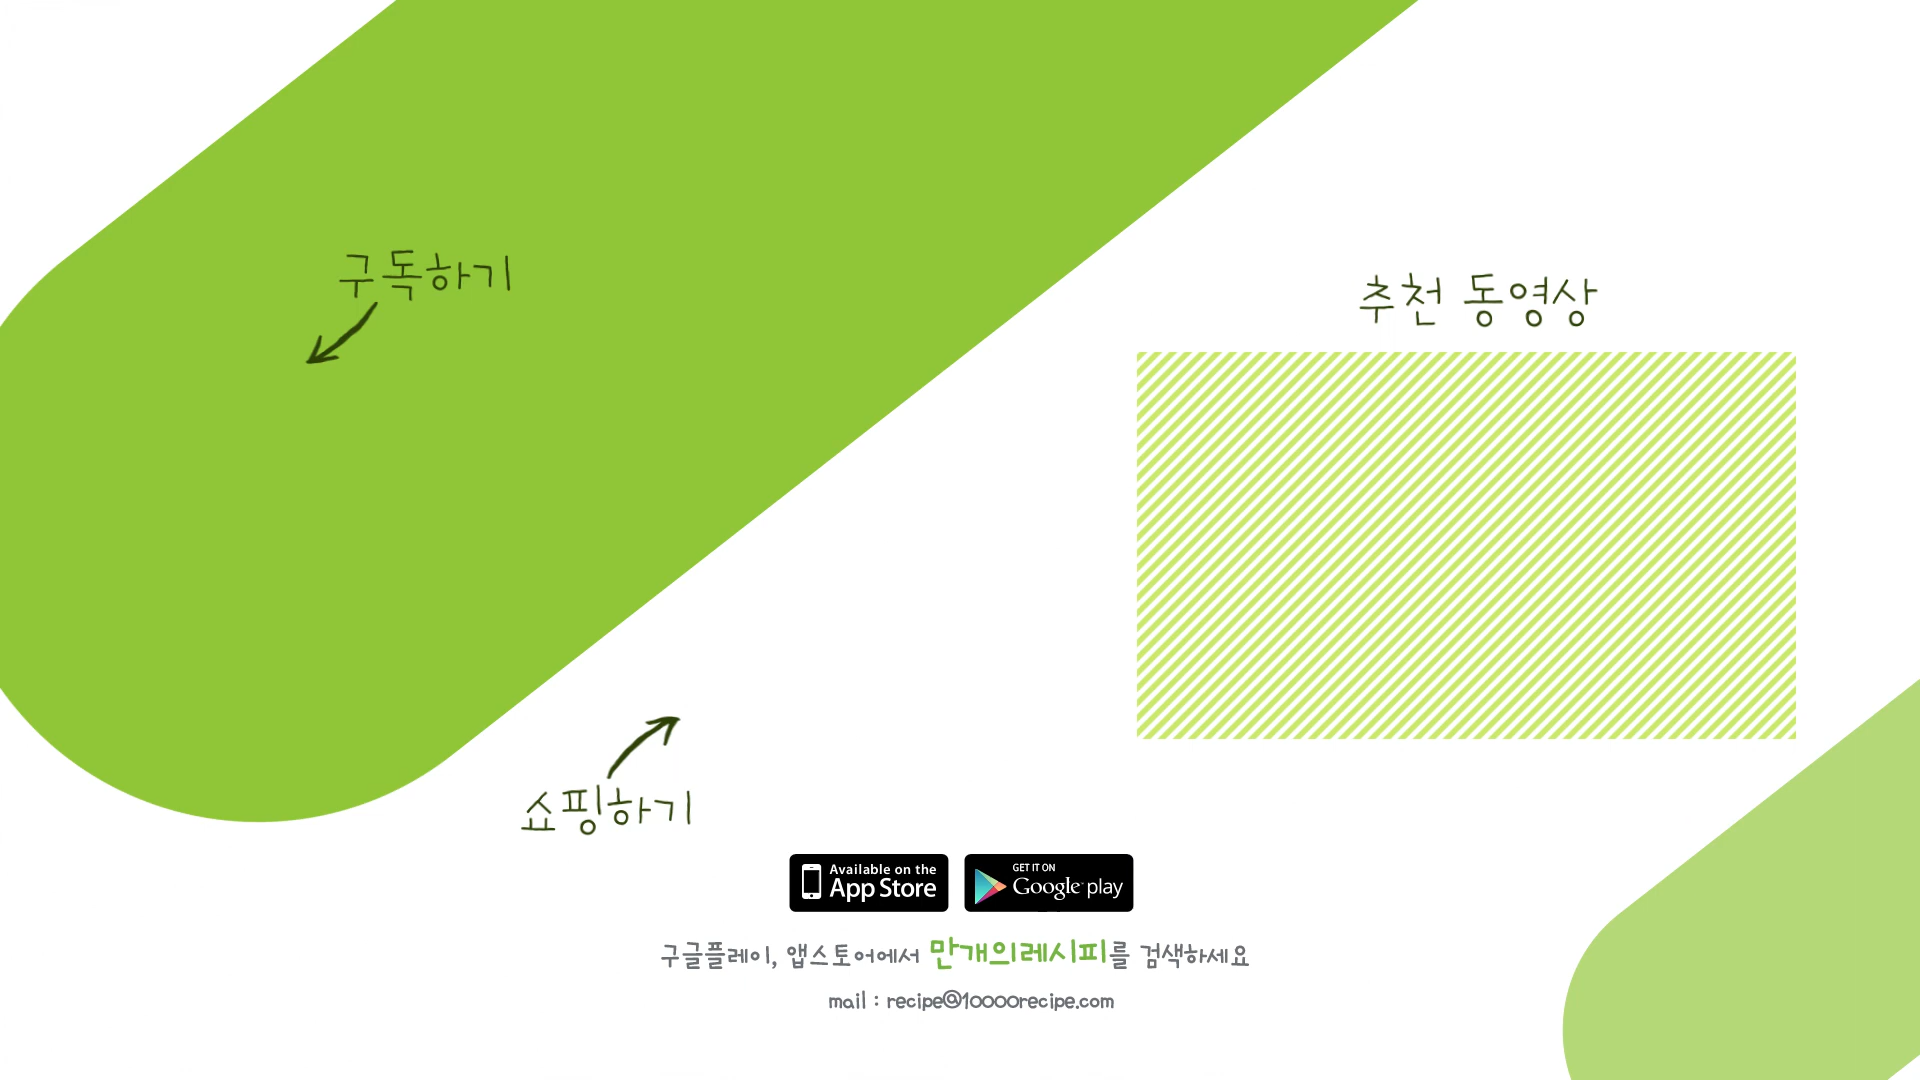 구독하기
추천 동영상
쇼핑하기
Available on the
App Store
GET IT ON
Google play
구글플레이, 앱스토어에서 만개의레시피를 검색하세요
mail : recipe@10000recipe.com